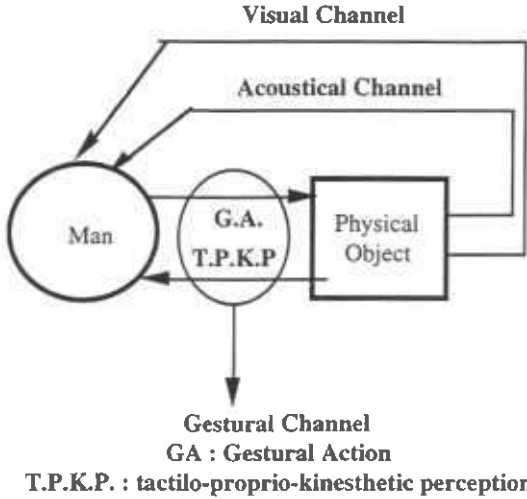 Visual Channel
Acoustical Channel
Man
G.A.
T.P.K.P
Physical
Object
Gestural Channel
GA : Gestural Action
T.P.K.P. : tactilo-proprio-kinesthetic perception